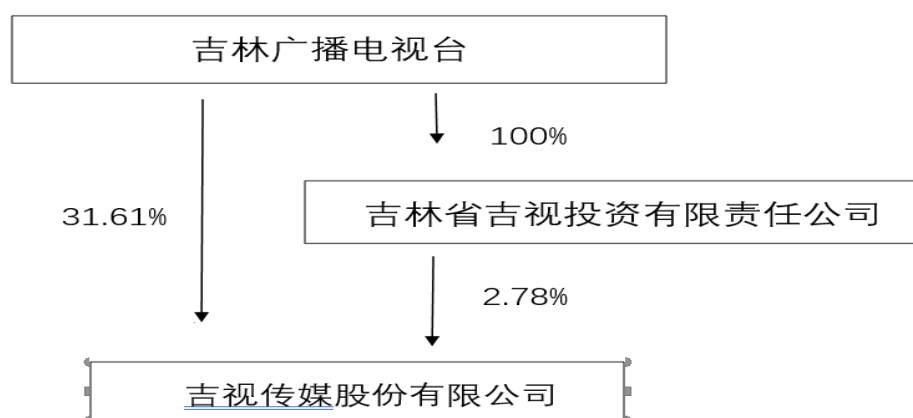 吉林广播电视台
100%
吉林省吉视投资有限责任公司
31.61%
2.78%
吉视传媒股份有限公司